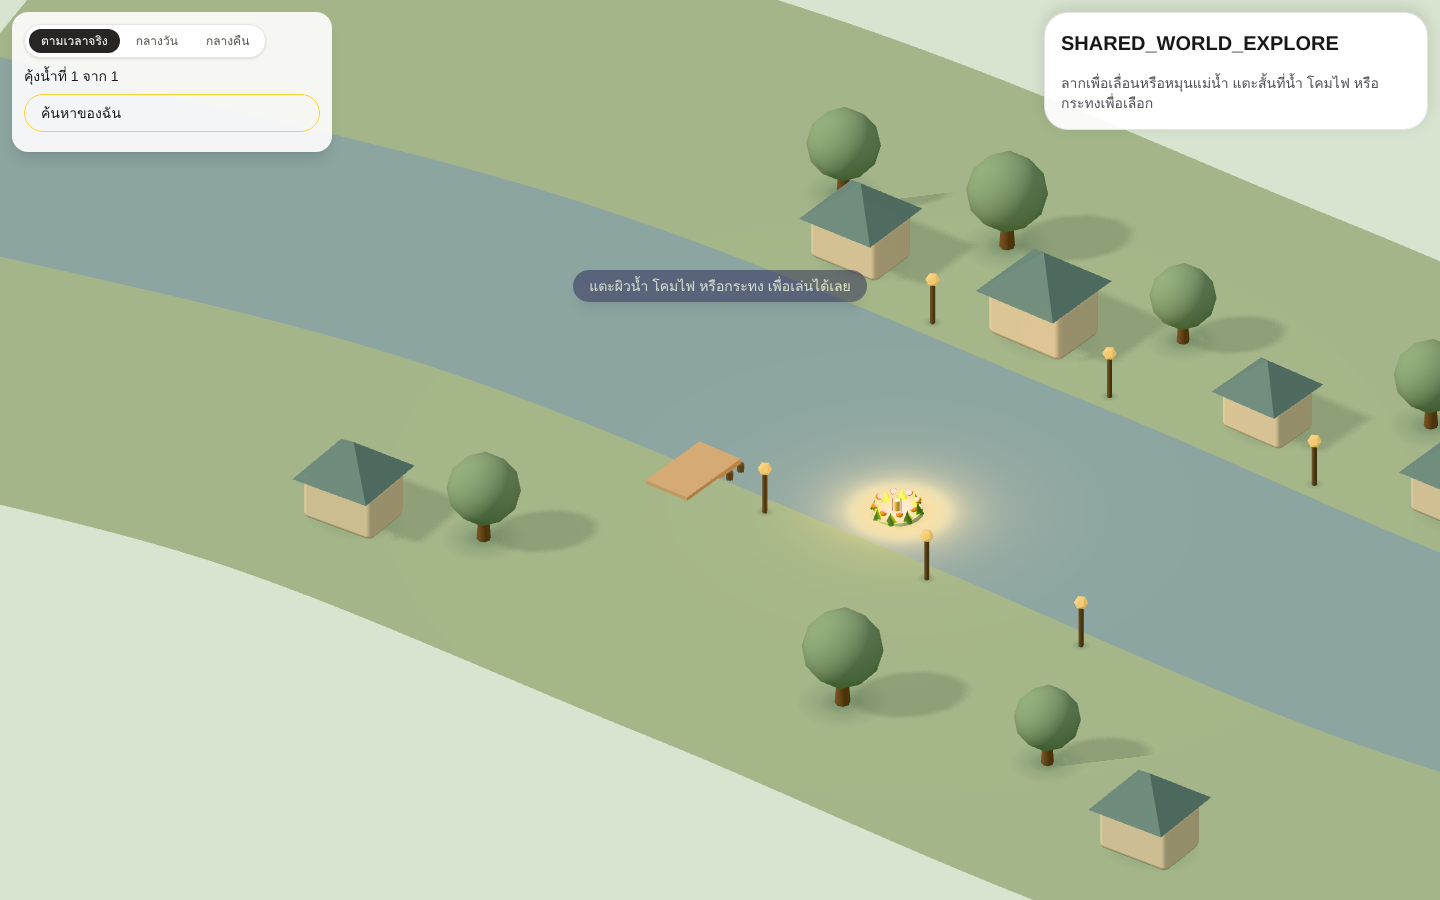 ตามเวลาจริง กลางวัน กลางคืน
คุ้งน้ำที่ 1 จาก 1
ค้นหาของฉัน
SHARED_WORLD_EXPLORE
ลากเพื่อเลื่อนหรือหมุนแม่น้ำ แตะสั้นที่น้ำ โคมไฟ หรือ
กระทงเพื่อเลือก
แตะผิวน้ำ โคมไฟ หรือกระทง เพื่อเล่นได้เลย